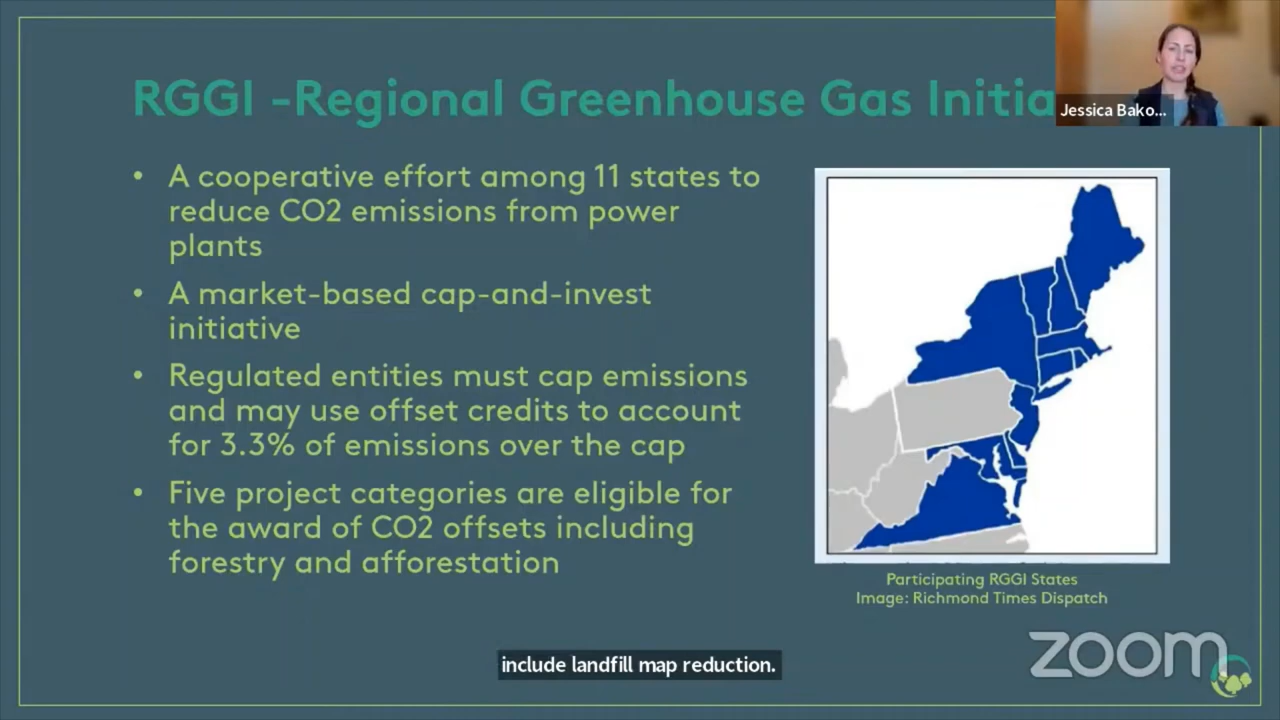 RGGI -Regional Greenhouse Gas Initia
Jessica Bako...
• A cooperative effort among 11 states to
reduce CO2 emissions from power
plants
• A market-based cap-and-invest
initiative
• Regulated entities must cap emissions
and may use offset credits to account
for 3.3% of emissions over the cap
• Five project categories are eligible for
the award of CO2 offsets including
forestry and afforestation
Participating RGGI States
Image: Richmond Times Dispatch
zoom
include landfill map reduction.